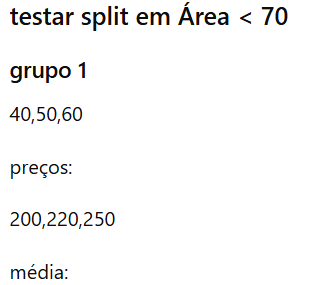 testar split em Área < 70
grupo 1
40,50,60
preços:
200,220,250
média: